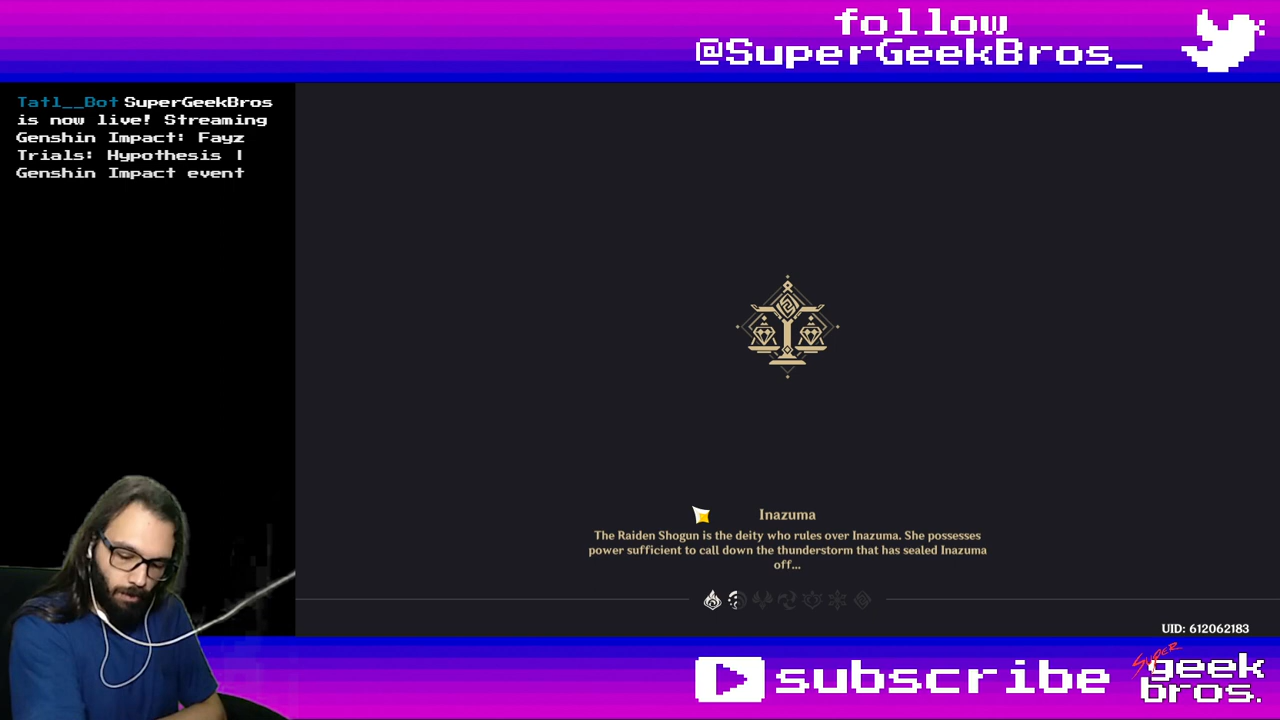 follow
@SuperGeekBros_
Tatl__Bot SuperGeekBros
is now live! Streaming
Genshin Impact: Fayz
Trials: Hypothesis |
Genshin Impact event
Inazuma
The Raiden Shogun is the deity who rules over Inazuma. She possesses
power sufficient to call down the thunderstorm that has sealed Inazuma
off...
UID: 612062183
subscribe
SUPER
geek
bros.